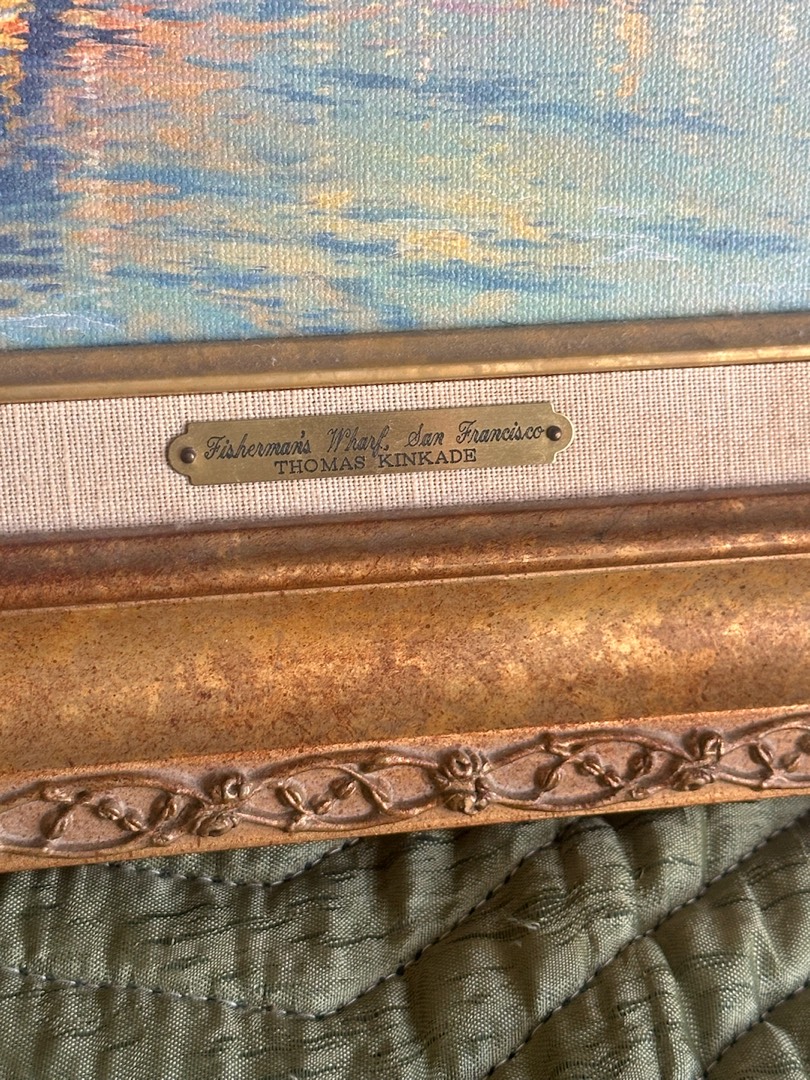 Fisherman's Wharf, San Francisco
THOMAS KINKADE